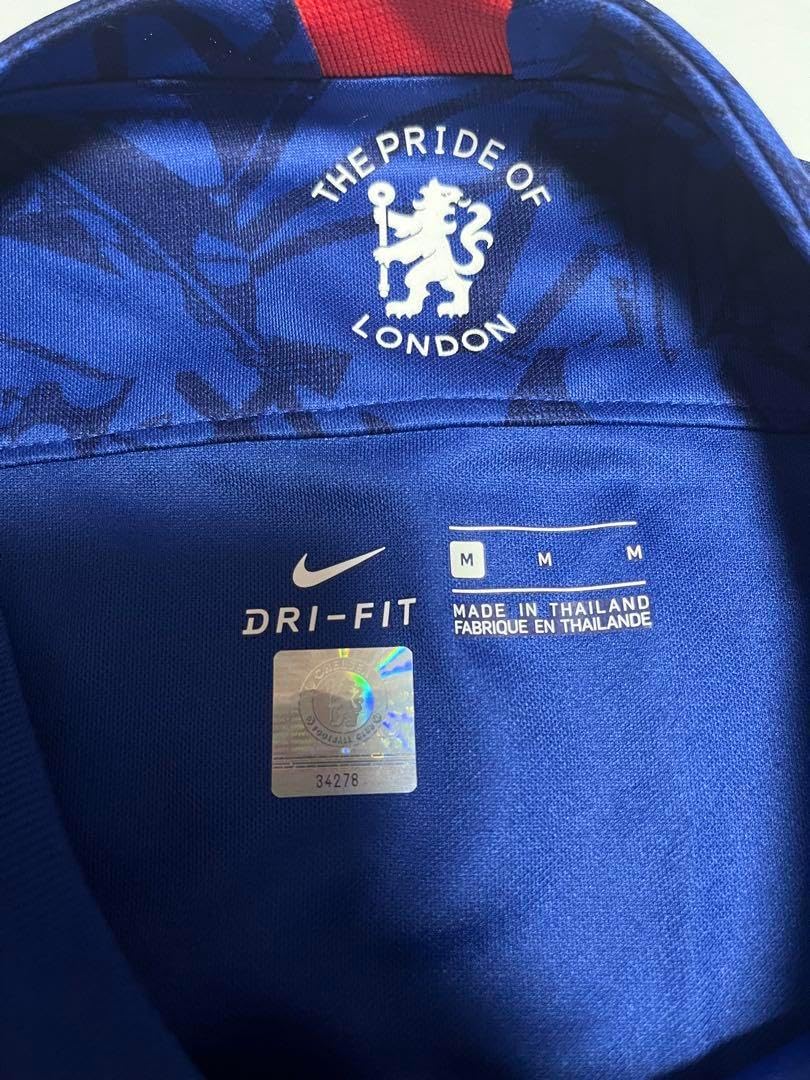 THE PRIDE OF
LONDON
DRI-FIT
M M M
MADE IN THAILAND
FABRIQUE EN THAILANDE
34278